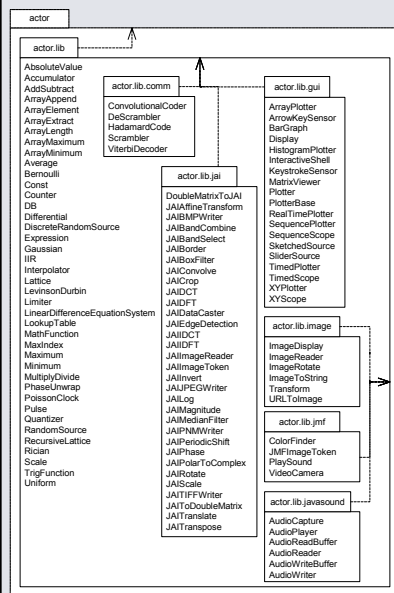 actor
actor.lib
AbsoluteValue
Accumulator
AddSubtract
ArrayAppend
ArrayElement
ArrayExtract
ArrayLength
ArrayMaximum
ArrayMinimum
Average
Bernoulli
Const
Counter
DB
Differential
DiscreteRandomSource
Expression
Gaussian
IIR
Interpolator
Lattice
LevinsonDurbin
Limiter
LinearDifferenceEquationSystem
LookupTable
MathFunction
MaxIndex
Maximum
Minimum
MultiplyDivide
PhaseUnwrap
PoissonClock
Pulse
Quantizer
RandomSource
RecursiveLattice
Rician
Scale
TrigFunction
Uniform
actor.lib.comm
ConvolutionalCoder
DeScrambler
HadamardCode
Scrambler
ViterbiDecoder
actor.lib.jai
DoubleMatrixToJAI
JAIAffineTransform
JAIBMPWriter
JAIBandCombine
JAIBandSelect
JAIBorder
JAIBoxFilter
JAIConvolve
JAICrop
JAIDCT
JAIDFT
JAIDataCaster
JAIEdgeDetection
JAIIDCT
JAIIDFT
JAIImageReader
JAIImageToken
JAIInvert
JAIJPEGWriter
JAILog
JAIMagnitude
JAIMedianFilter
JAIPNMWriter
JAIPeriodicShift
JAIPhase
JAIPolarToComplex
JAIRotate
JAIScale
JAITIFFWriter
JAIToDoubleMatrix
JAITranslate
JAITranspose
actor.lib.gui
ArrayPlotter
ArrowKeySensor
BarGraph
Display
HistogramPlotter
InteractiveShell
KeystrokeSensor
MatrixViewer
Plotter
PlotterBase
RealTimePlotter
SequencePlotter
SequenceScope
SketchedSource
SliderSource
TimedPlotter
TimedScope
XYPlotter
XYScope
actor.lib.image
ImageDisplay
ImageReader
ImageRotate
ImageToString
Transform
URLToImage
actor.lib.jmf
ColorFinder
JMFImageToken
PlaySound
VideoCamera
actor.lib.javasound
AudioCapture
AudioPlayer
AudioReadBuffer
AudioReader
AudioWriteBuffer
AudioWriter